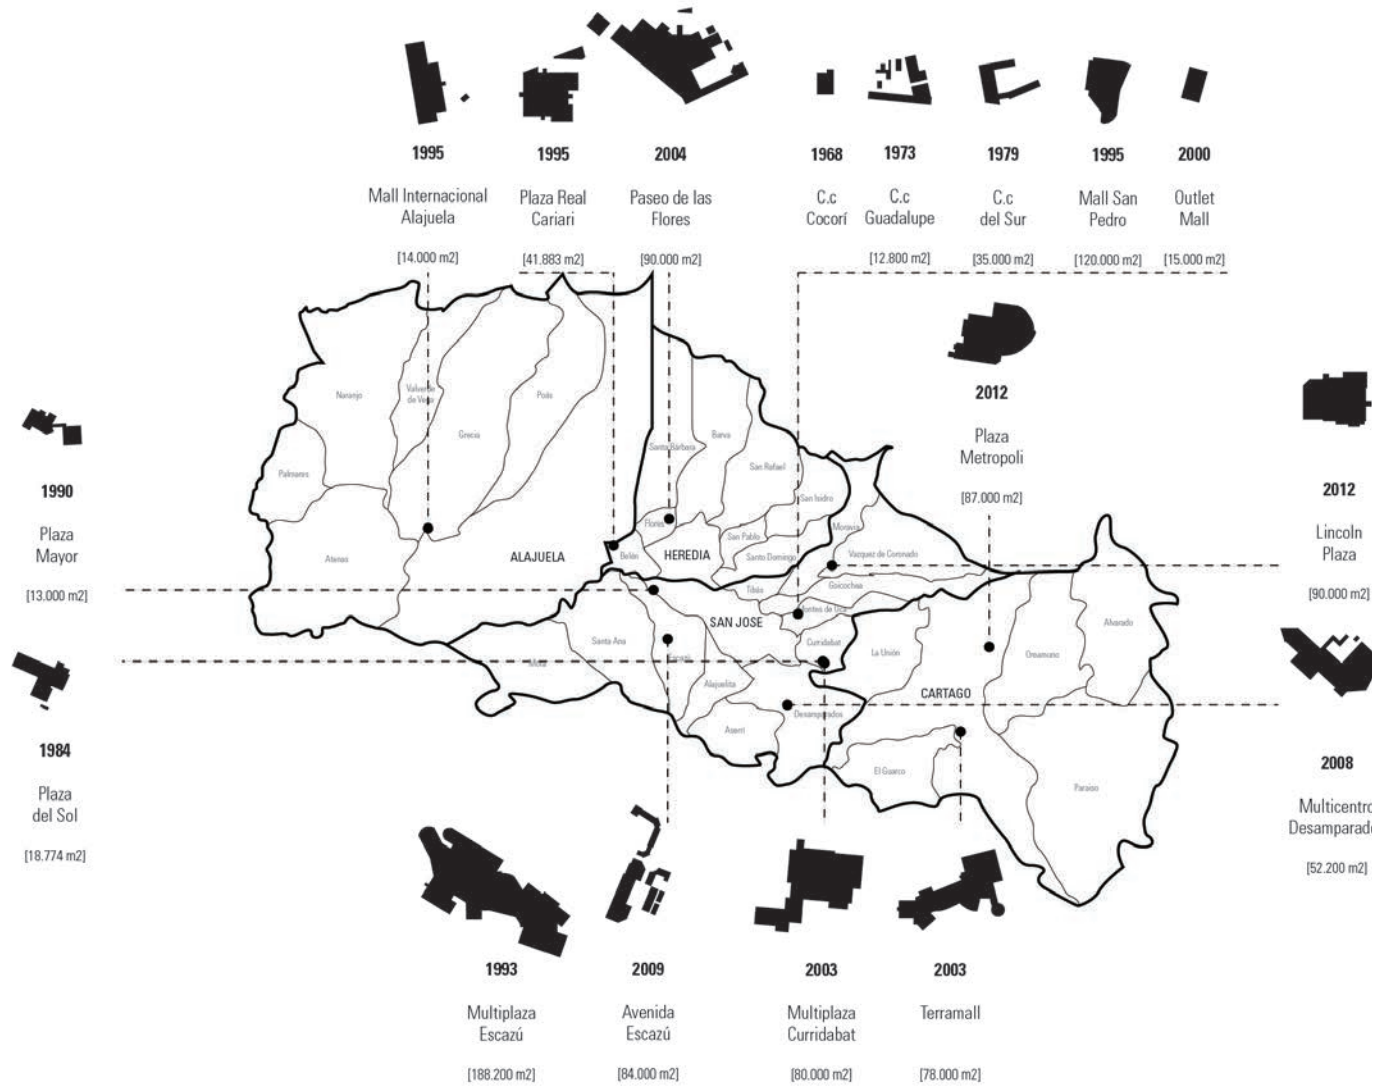 1995
Mall Internacional
Alajuela
[14.000 m2]
1995
Plaza Real
Cariari
[41.883 m2]
2004
Paseo de las
Flores
[90.000 m2]
1968
C.c
Cocorí
1973
C.c
Guadalupe
[12.800 m2]
1979
C.c
del Sur
[35.000 m2]
1995
Mall San
Pedro
[120.000 m2]
2000
Outlet
Mall
[15.000 m2]
2012
Plaza
Metropoli
[87.000 m2]
2012
Lincoln
Plaza
[90.000 m2]
1990
Plaza
Mayor
[13.000 m2]
1984
Plaza
del Sol
[18.774 m2]
2008
Multicentro
Desamparad
[52.200 m2]
Naranjo
Valverde
de Vega
Grecia
Poás
Palmares
Atenas
ALAJUELA
Santa Bárbara
Barva
San Rafael
San Isidro
Flores
San Pablo
Belén
HEREDIA
Santo Domingo
Moravia
Vazquez de Coronado
Tibás
Goicochea
Montes de Oca
SAN JOSE
Curridabat
Santa Ana
Mora
Escazú
Alajuelita
Aserrí
Desamparados
La Unión
CARTAGO
Oreamuno
Alvarado
El Guarco
Paraiso
1993
Multiplaza
Escazú
[188.200 m2]
2009
Avenida
Escazú
[84.000 m2]
2003
Multiplaza
Curridabat
[80.000 m2]
2003
Terramall
[78.000 m2]